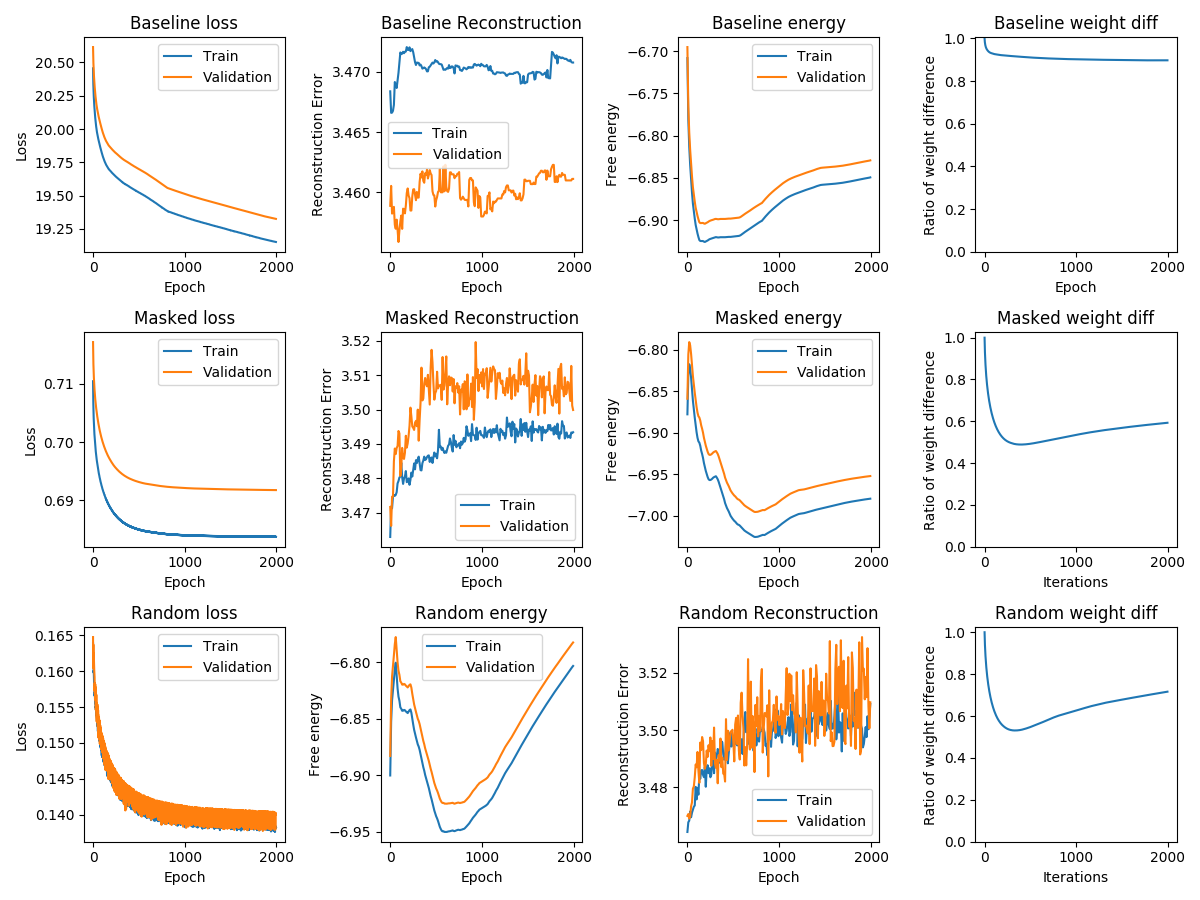 Baseline loss
Train
Validation
20.50
20.25
20.00
19.75
19.50
19.25
Loss
0
1000
2000
Epoch
Baseline Reconstruction
3.470
3.465
3.460
Reconstruction Error
Train
Validation
0
1000
2000
Epoch
Baseline energy
Train
Validation
−6.70
−6.75
−6.80
−6.85
−6.90
Free energy
0
1000
2000
Epoch
Baseline weight diff
1.0
0.8
0.6
0.4
0.2
0.0
Ratio of weight difference
0
1000
2000
Epoch
Masked loss
Train
Validation
0.71
0.70
0.69
Loss
0
1000
2000
Epoch
Masked Reconstruction
3.52
3.51
3.50
3.49
3.48
3.47
Reconstruction Error
Train
Validation
0
1000
2000
Epoch
Masked energy
Train
Validation
−6.80
−6.85
−6.90
−6.95
−7.00
Free energy
0
1000
2000
Epoch
Masked weight diff
1.0
0.8
0.6
0.4
0.2
0.0
Ratio of weight difference
0
1000
2000
Iterations
Random loss
Train
Validation
0.165
0.160
0.155
0.150
0.145
0.140
Loss
0
1000
2000
Epoch
Random energy
Train
Validation
−6.80
−6.85
−6.90
−6.95
Free energy
0
1000
2000
Epoch
Random Reconstruction
3.52
3.50
3.48
Reconstruction Error
Train
Validation
0
1000
2000
Epoch
Random weight diff
1.0
0.8
0.6
0.4
0.2
0.0
Ratio of weight difference
0
1000
2000
Iterations